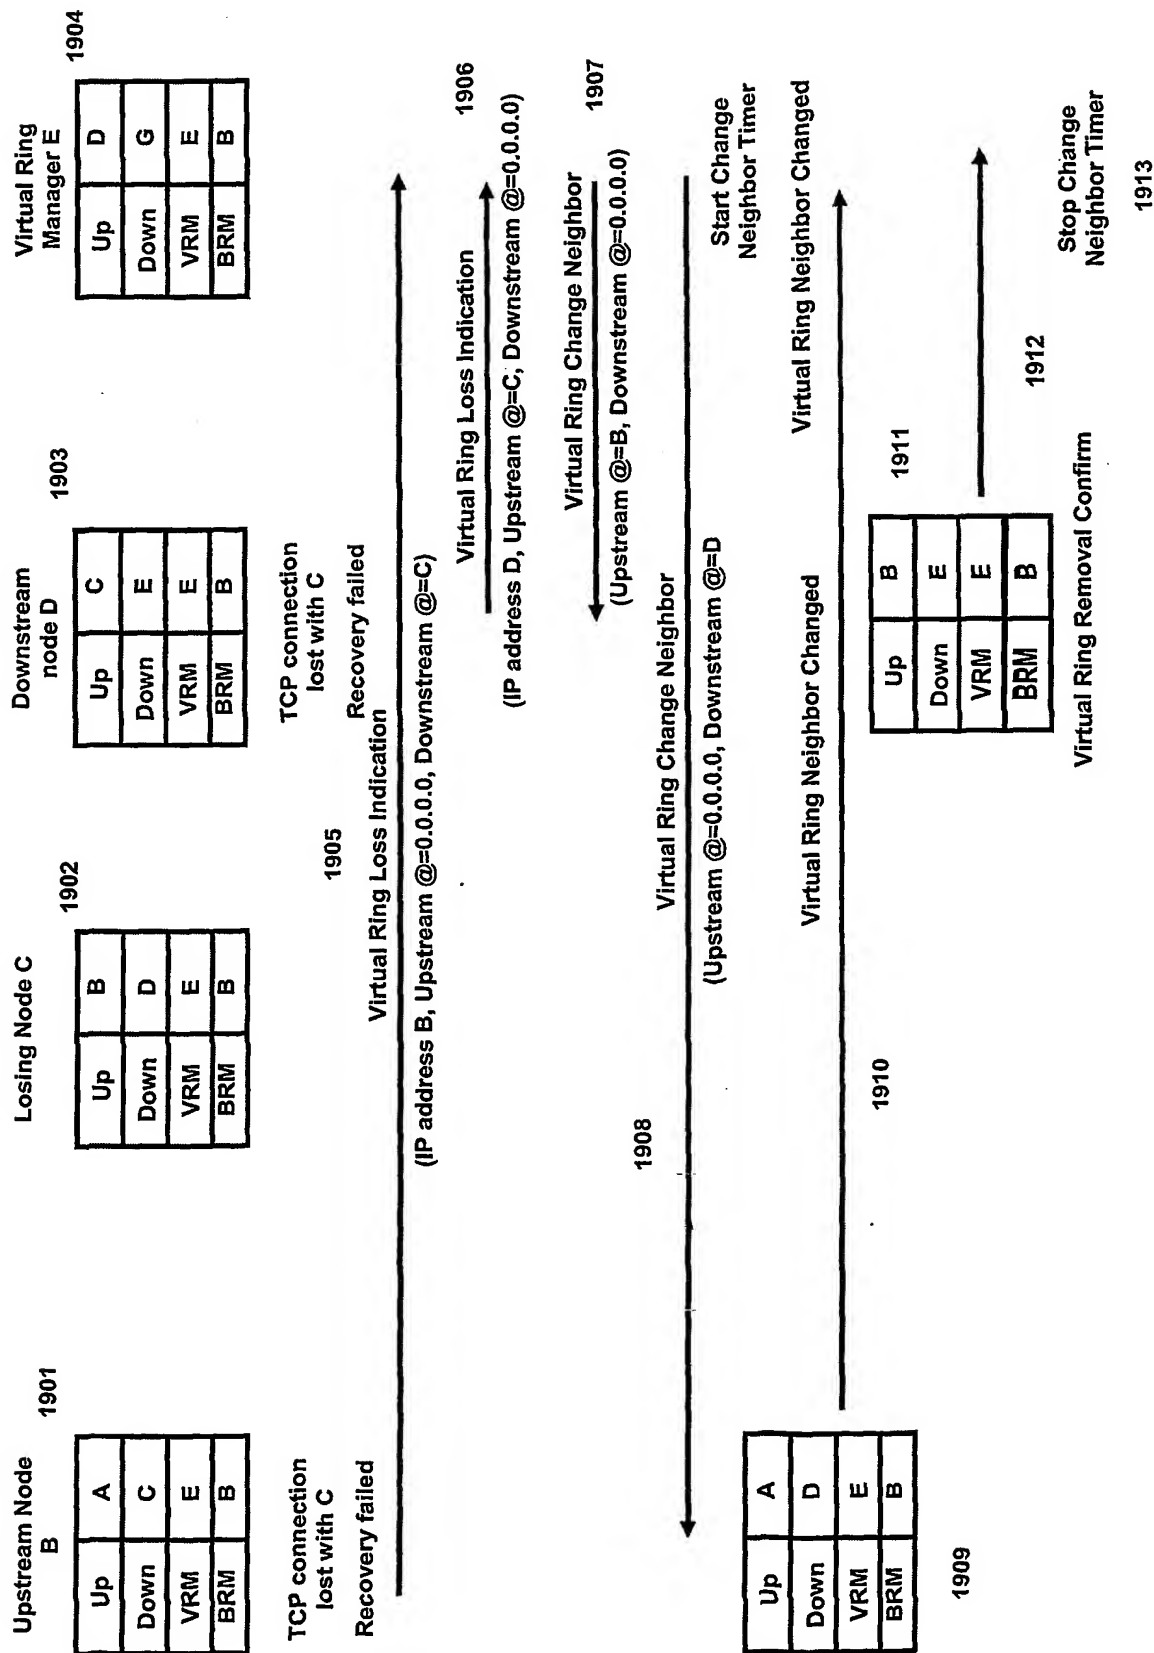 Upstream Node
B
1901
Up A
Down C
VRM E
BRM B
Losing Node C
1902
Up B
Down D
VRM E
BRM B
Downstream
node D
1903
Up C
Down E
VRM E
BRM B
Virtual Ring
Manager E
1904
Up D
Down G
VRM E
BRM B
TCP connection
lost with C
Recovery failed
TCP connection
lost with C
Recovery failed
1905
Virtual Ring Loss Indication
(IP address B, Upstream @=0.0.0.0, Downstream @=C)
Virtual Ring Loss Indication
1906
(IP address D, Upstream @=C, Downstream @=0.0.0.0)
Virtual Ring Change Neighbor
1907
(Upstream @=B, Downstream @=0.0.0.0)
1908
Virtual Ring Change Neighbor
(Upstream @=0.0.0.0, Downstream @=D
Start Change
Neighbor Timer
Up A
Down D
VRM E
BRM B
1909
Virtual Ring Neighbor Changed
Virtual Ring Neighbor Changed
1910
1911
Up B
Down E
VRM E
BRM B
Virtual Ring Removal Confirm
1912
Stop Change
Neighbor Timer
1913